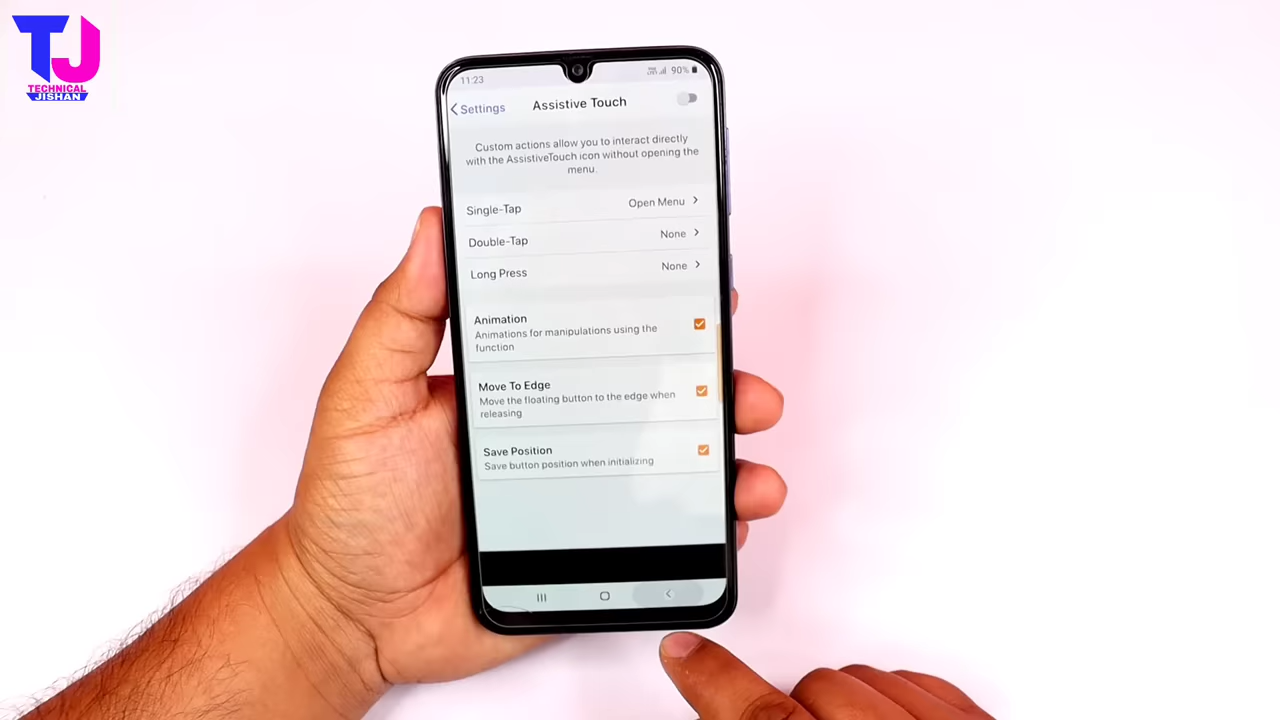 TJ
TECHNICAL
JISHAN
11:23
90%
Settings
Assistive Touch
Custom actions allow you to interact directly
with the AssistiveTouch icon without opening the
menu.
Single-Tap
Open Menu
Double-Tap
None
Long Press
None
Animation
Animations for manipulations using the
function
Move To Edge
Move the floating button to the edge when
releasing
Save Position
Save button position when initializing